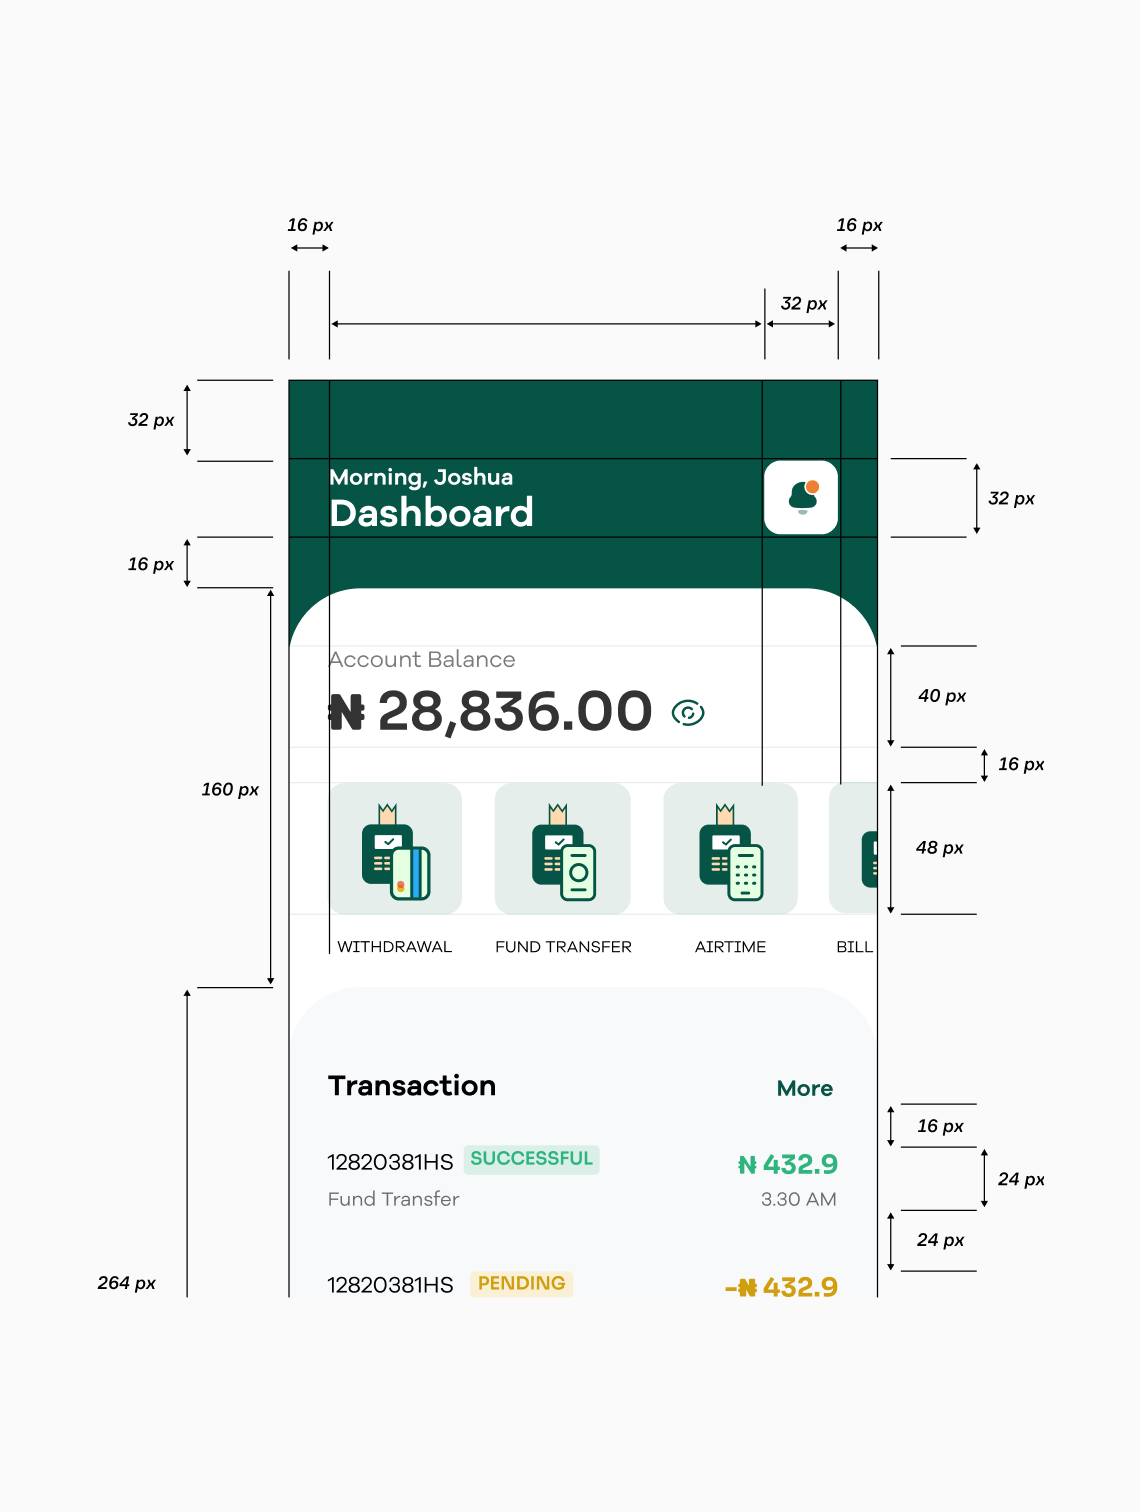 16 px
16 px
32 px
32 px
Morning, Joshua
Dashboard
32 px
16 px
Account Balance
₦ 28,836.00
40 px
16 px
160 px
48 px
WITHDRAWAL
FUND TRANSFER
AIRTIME
BILL
Transaction
More
16 px
12820381HS
SUCCESSFUL
₦ 432.9
24 px
Fund Transfer
3.30 AM
24 px
264 px
12820381HS
PENDING
-₦ 432.9